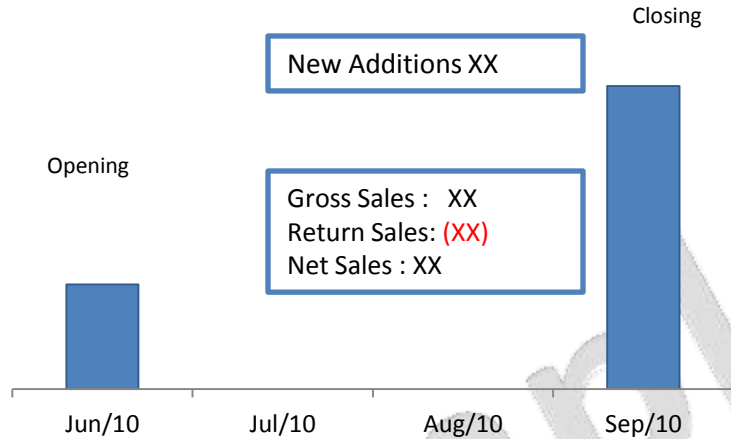 Closing
New Additions XX
Opening
Gross Sales : XX
Return Sales: (XX)
Net Sales : XX
Jun/10 Jul/10 Aug/10 Sep/10